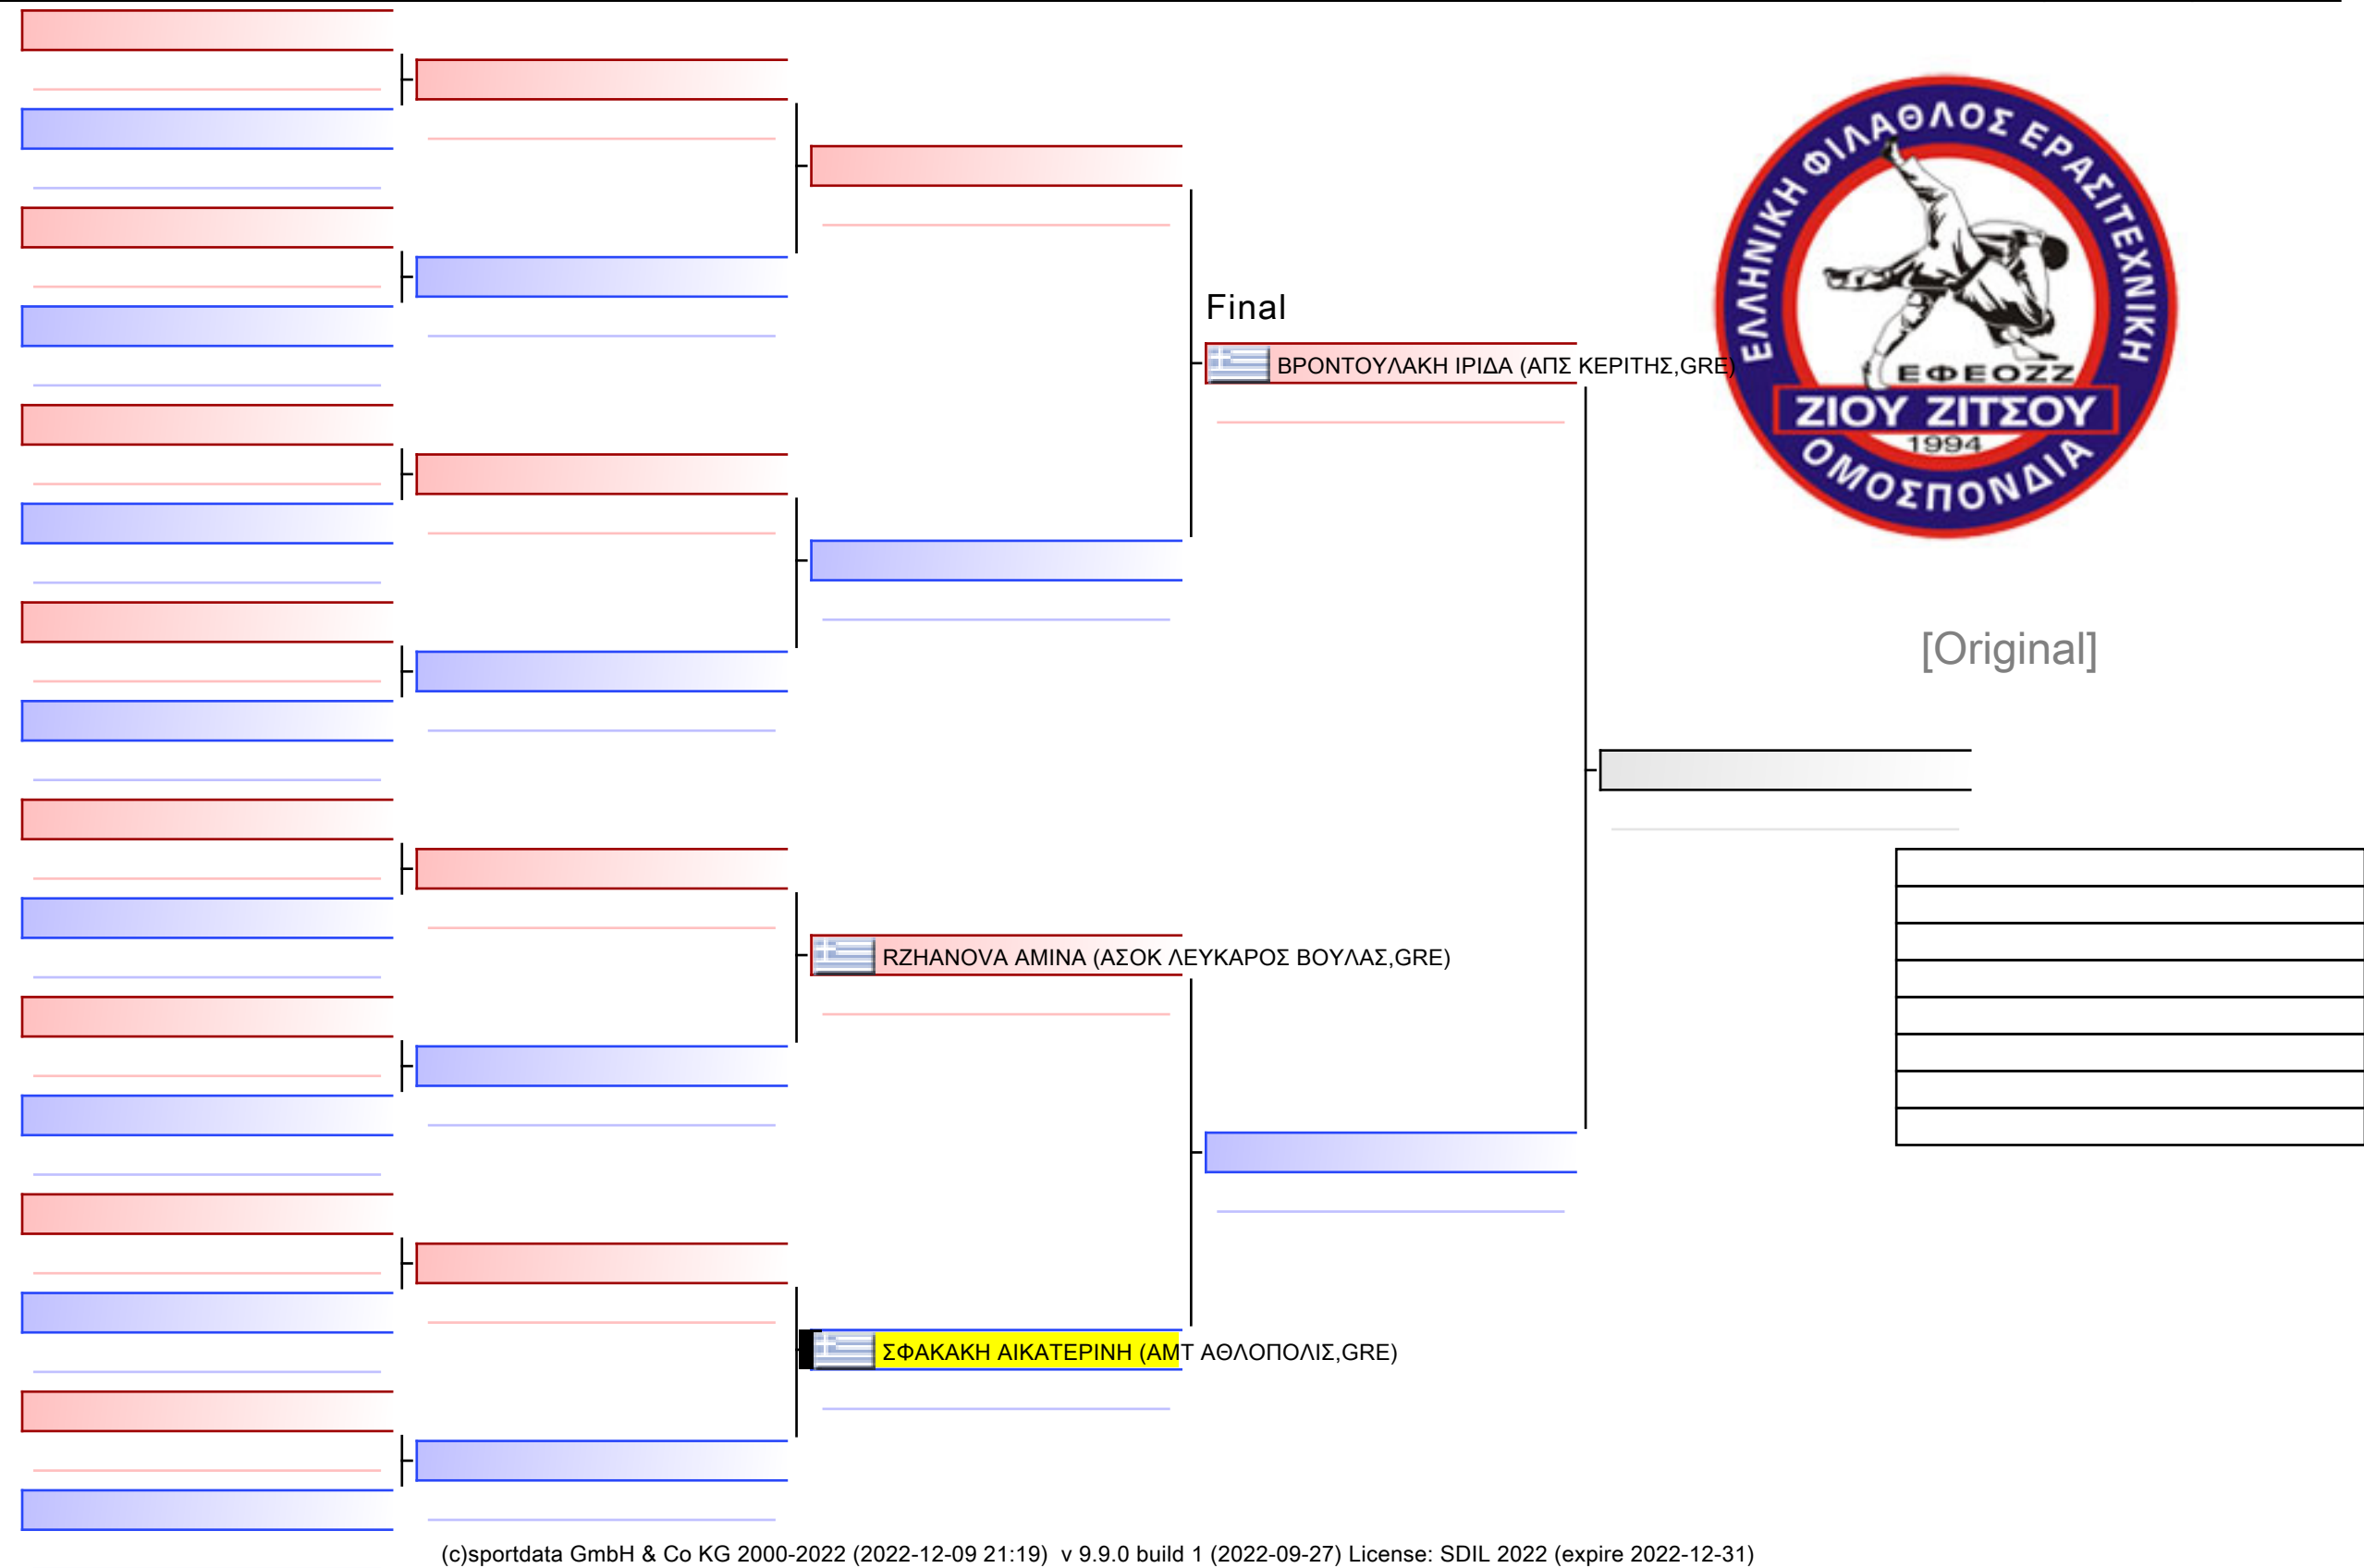 ΕΛΛΗΝΙΚΗ ΦΙΛΑΘΛΟΣ ΕΡΑΣΙΤΕΧΝΙΚΗ
Final
ΒΡΟΝΤΟΥΛΑΚΗ ΙΡΙΔΑ (ΑΠΣ ΚΕΡΙΤΗΣ,GRE)
ΕΦΕΟΖΖ
ΖΙΟΥ ΖΙΤΣΟΥ
1994
ΟΜΟΣΠΟΝΔΙΑ
[Original]
RZHANOVA AMINA (ΑΣΟΚ ΛΕΥΚΑΡΟΣ ΒΟΥΛΑΣ,GRE)
ΣΦΑΚΑΚΗ ΑΙΚΑΤΕΡΙΝΗ (ΑΜΤ ΑΘΛΟΠΟΛΙΣ,GRE)
(c)sportdata GmbH & Co KG 2000-2022 (2022-12-09 21:19) v 9.9.0 build 1 (2022-09-27) License: SDIL 2022 (expire 2022-12-31)